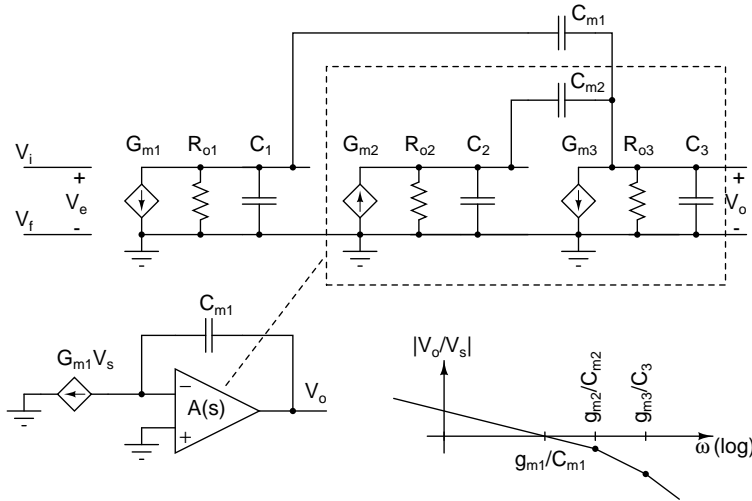 C_m1
C_m2
G_m1 R_o1 C_1 G_m2 R_o2 C_2 G_m3 R_o3 C_3
V_i
+
V_e
-
V_f
+
V_o
-
C_m1
G_m1V_s
−
A(s)
+
V_o
|V_o/V_s|
g_m2/C_m2
g_m3/C_3
g_m1/C_m1
ω (log)